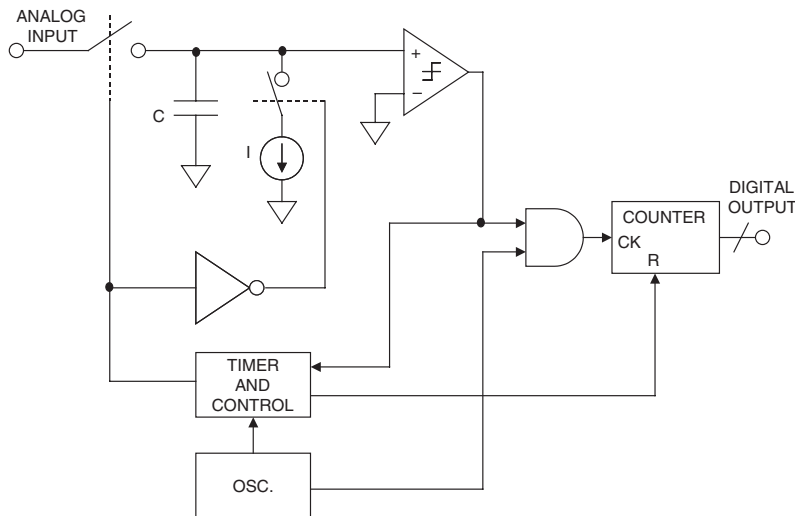 ANALOG
INPUT
+
−
C
I
DIGITAL
OUTPUT
COUNTER
CK
R
TIMER
AND
CONTROL
OSC.